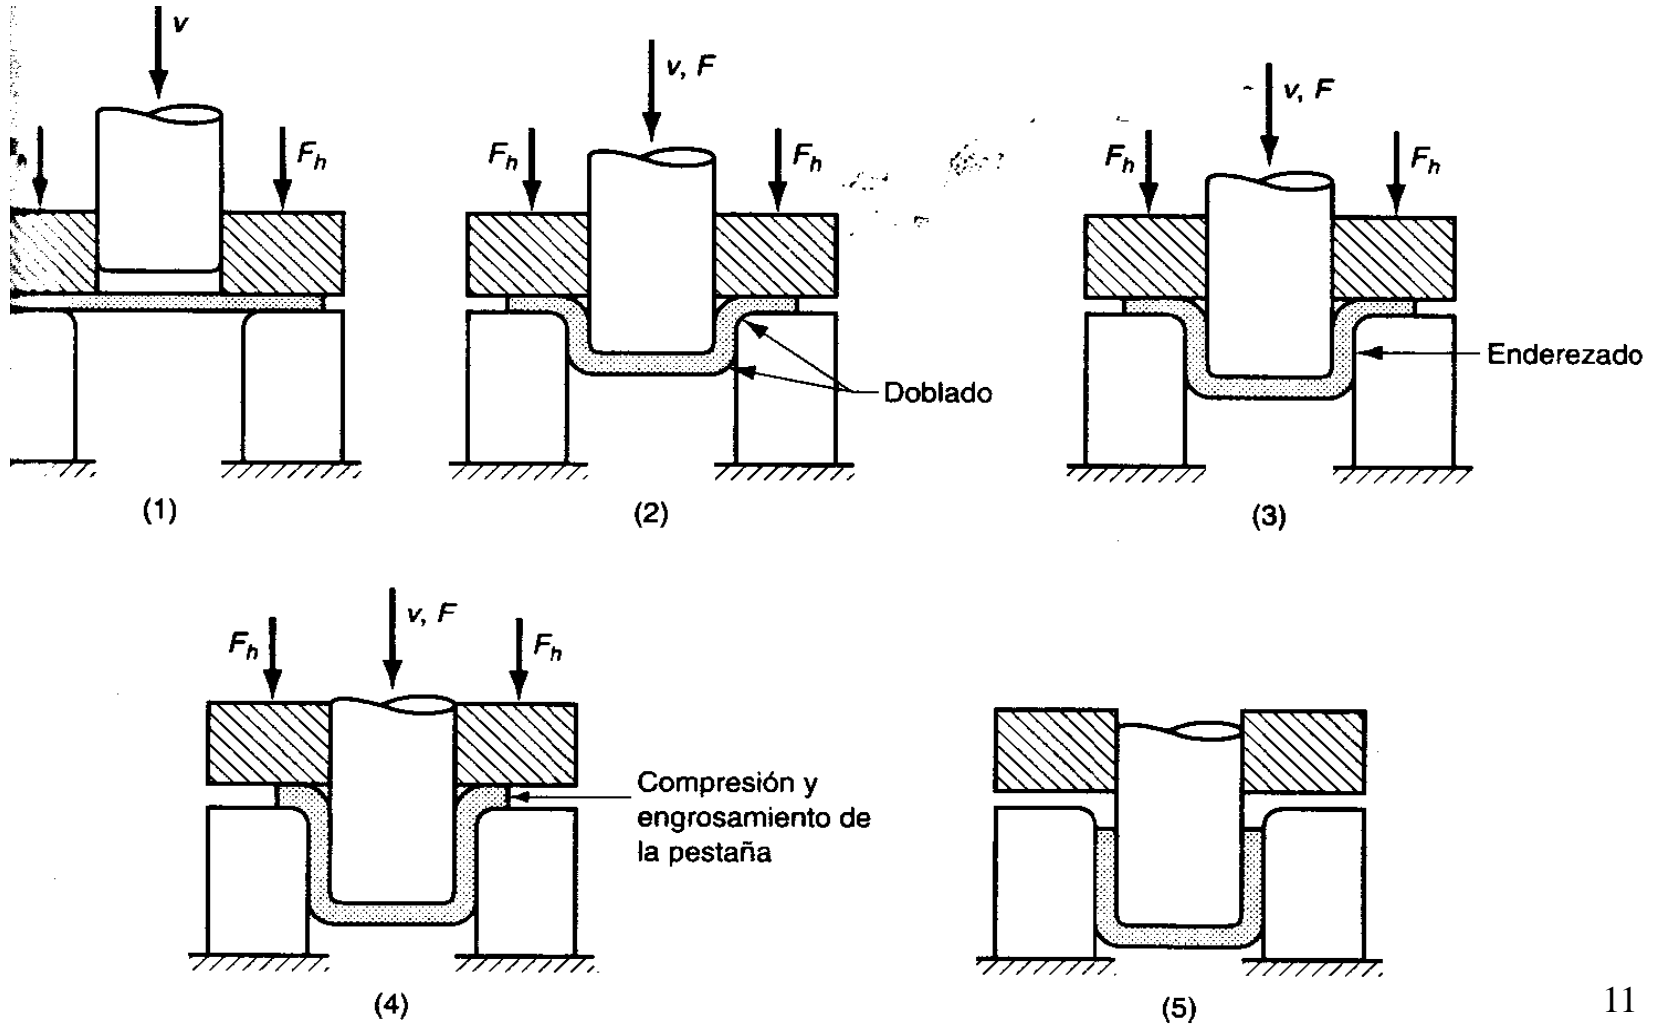 v
F_h
(1)
v, F
F_h
F_h
Doblado
(2)
v, F
F_h
F_h
Enderezado
(3)
v, F
F_h
F_h
Compresión y
engrosamiento de
la pestaña
(4)
(5)
11